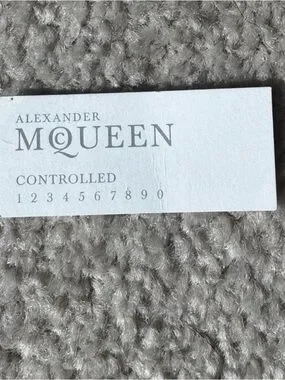 ALEXANDER
McQUEEN
CONTROLLED
1 2 3 4 5 6 7 8 9 0